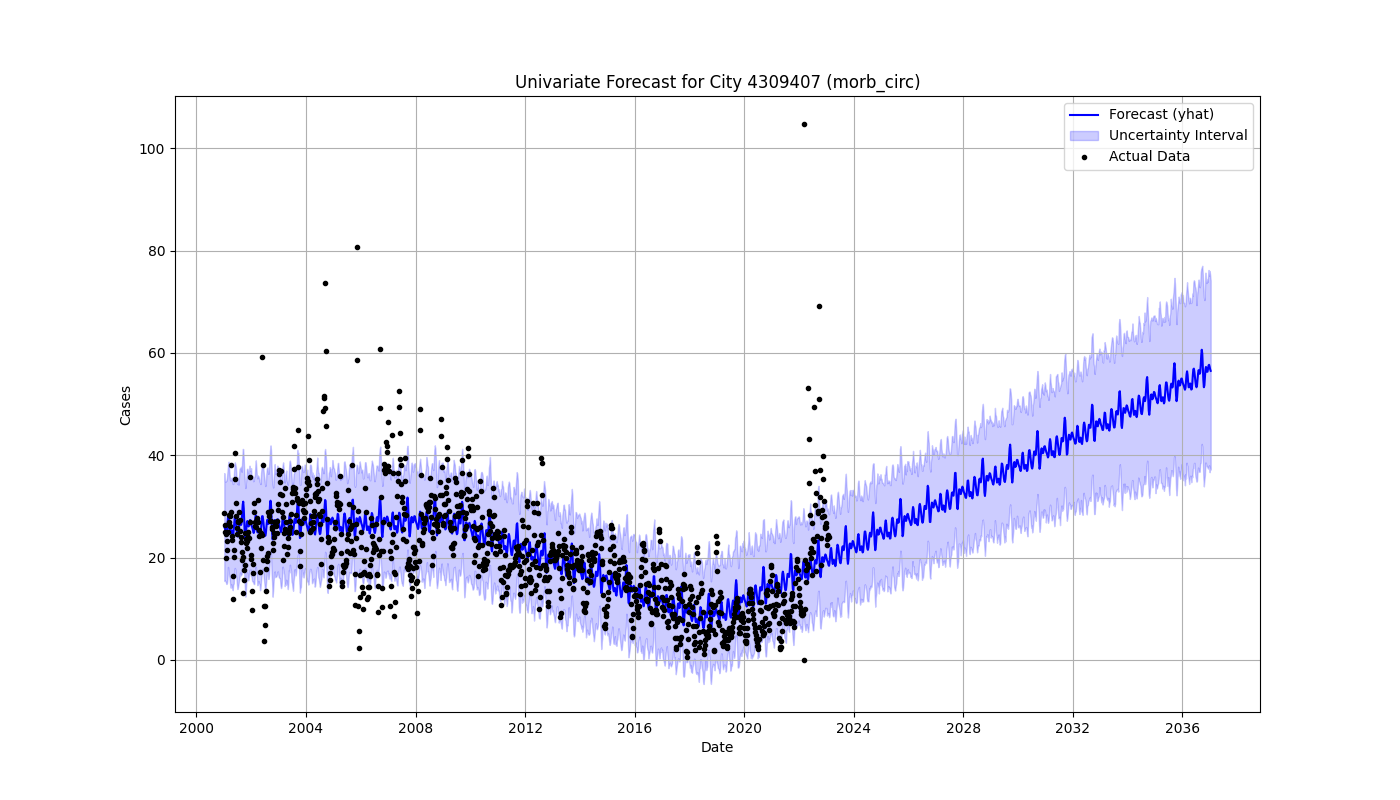 Univariate Forecast for City 4309407 (morb_circ)
Forecast (yhat)
Uncertainty Interval
Actual Data
100
80
60
40
20
0
Cases
2000 2004 2008 2012 2016 2020 2024 2028 2032 2036
Date